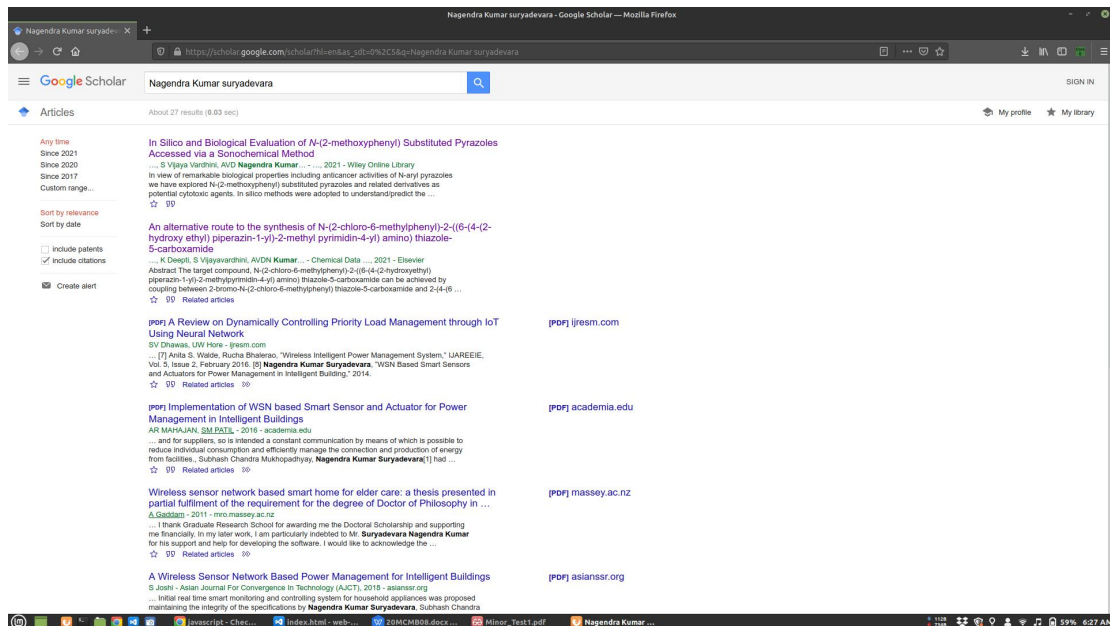 Nagendra Kumar suryadevara - Google Scholar — Mozilla Firefox
Nagendra Kumar suryade
https://scholar.google.com/scholar?hl=en&as_sdt=0%2C5&q=Nagendra Kumar suryadevara
Google Scholar
Nagendra Kumar suryadevara
SIGN IN
Articles
About 27 results (0.03 sec)
My profile
My library
Any time
Since 2021
Since 2020
Since 2017
Custom range...
Sort by relevance
Sort by date
include patents
include citations
Create alert
In Silico and Biological Evaluation of N-(2-methoxyphenyl) Substituted Pyrazoles
Accessed via a Sonochemical Method
…, S Vijaya Vardhini, AVD Nagendra Kumar… - …, 2021 - Wiley Online Library
In view of remarkable biological properties including anticancer activities of N-aryl pyrazoles
we have explored N-(2-methoxyphenyl) substituted pyrazoles and related derivatives as
potential cytotoxic agents. In silico methods were adopted to understand/predict the …
An alternative route to the synthesis of N-(2-chloro-6-methylphenyl)-2-((6-(4-(2-
hydroxy ethyl) piperazin-1-yl)-2-methyl pyrimidin-4-yl) amino) thiazole-
5-carboxamide
…, K Deepti, S Vijayavardhini, AVDN Kumar… - Chemical Data …, 2021 - Elsevier
Abstract The target compound, N-(2-chloro-6-methylphenyl)-2-((6-(4-(2-hydroxyethyl)
piperazin-1-yl)-2-methylpyrimidin-4-yl) amino) thiazole-5-carboxamide can be achieved by
coupling between 2-bromo-N-(2-chloro-6-methylphenyl) thiazole-5-carboxamide and 2-(4-(6 …
Related articles
[PDF] A Review on Dynamically Controlling Priority Load Management through IoT
Using Neural Network
[PDF] ijresm.com
SV Dhawas, UW Hore - ijresm.com
… [7] Anita S. Walde, Rucha Bhalerao, "Wireless Intelligent Power Management System," IJAREEIE,
Vol. 5, Issue 2, February 2016. [8] Nagendra Kumar Suryadevara, "WSN Based Smart Sensors
and Actuators for Power Management in Intelligent Building," 2014.
Related articles
[PDF] Implementation of WSN based Smart Sensor and Actuator for Power
Management in Intelligent Buildings
[PDF] academia.edu
AR MAHAJAN, SM PATIL - 2016 - academia.edu
… and for suppliers, so is intended a constant communication by means of which is possible to
reduce individual consumption and efficiently manage the connection and production of energy
from facilities., Subhash Chandra Mukhopadhyay, Nagendra Kumar Suryadevara[1] had …
Related articles
Wireless sensor network based smart home for elder care: a thesis presented in
partial fulfilment of the requirement for the degree of Doctor of Philosophy in …
[PDF] massey.ac.nz
A Gaddam - 2011 - mro.massey.ac.nz
… I thank Graduate Research School for awarding me the Doctoral Scholarship and supporting
me financially. In my later work, I am particularly indebted to Mr. Suryadevara Nagendra Kumar
for his support and help for developing the software. I would like to acknowledge the …
Related articles
A Wireless Sensor Network Based Power Management for Intelligent Buildings
[PDF] asianssr.org
S Joshi - Asian Journal For Convergence In Technology (AJCT), 2018 - asianssr.org
… Initial real time smart monitoring and controlling system for household appliances was proposed
maintaining the integrity of the specifications by Nagendra Kumar Suryadevara, Subhash Chandra
javascript - Chec...
index.html - web-...
20MCMB08.docx ...
Minor_Test1.pdf
Nagendra Kumar ...
59%
6:27 AM